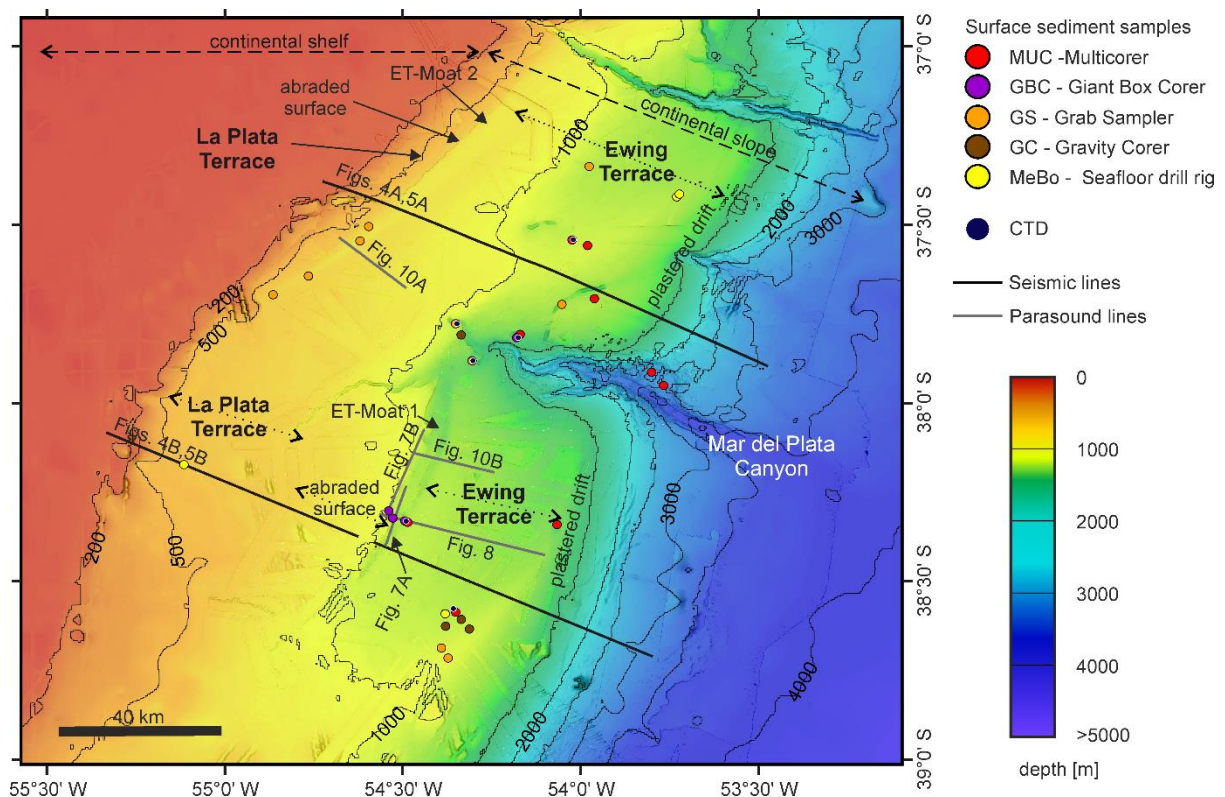 continental shelf
ET-Moat 2
abraded
surface
La Plata
Terrace
Figs. 4A,5A
1000
continental slope
Ewing
Terrace
2000
3000
plastered drift
Fig. 10A
200
500
La Plata
Terrace
Figs. 4B,5B
ET-Moat 1
Fig. 7B
Fig. 10B
Mar del Plata
Canyon
abraded
surface
Ewing
Terrace
plastered drift
3000
200
500
Fig. 7A
Fig. 8
40 km
1000
2000
4000
37°0' S
37°30' S
38°0' S
38°30' S
39°0' S
55°30' W
55°0' W
54°30' W
54°0' W
53°30' W
Surface sediment samples
MUC -Multicorer
GBC - Giant Box Corer
GS - Grab Sampler
GC - Gravity Corer
MeBo - Seafloor drill rig
CTD
Seismic lines
Parasound lines
0
1000
2000
3000
4000
>5000
depth [m]